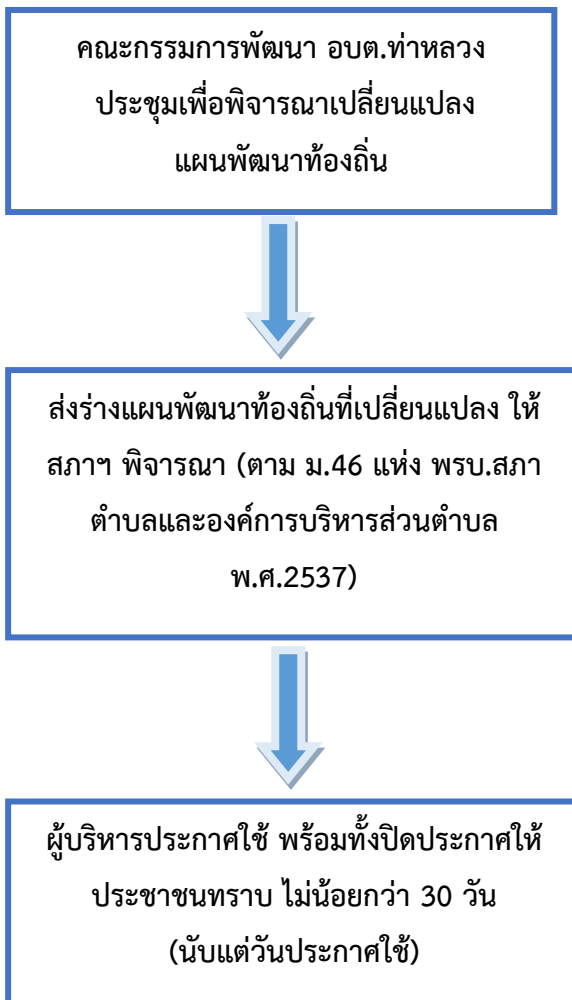 คณะกรรมการพัฒนา อบต.ท่าหลวง
ประชุมเพื่อพิจารณาเปลี่ยนแปลง
แผนพัฒนาท้องถิ่น
ส่งร่างแผนพัฒนาท้องถิ่นที่เปลี่ยนแปลง ให้
สภาฯ พิจารณา (ตาม ม.46 แห่ง พรบ.สภา
ตำบลและองค์การบริหารส่วนตำบล
พ.ศ.2537)
ผู้บริหารประกาศใช้ พร้อมทั้งปิดประกาศให้
ประชาชนทราบ ไม่น้อยกว่า 30 วัน
(นับแต่วันประกาศใช้)